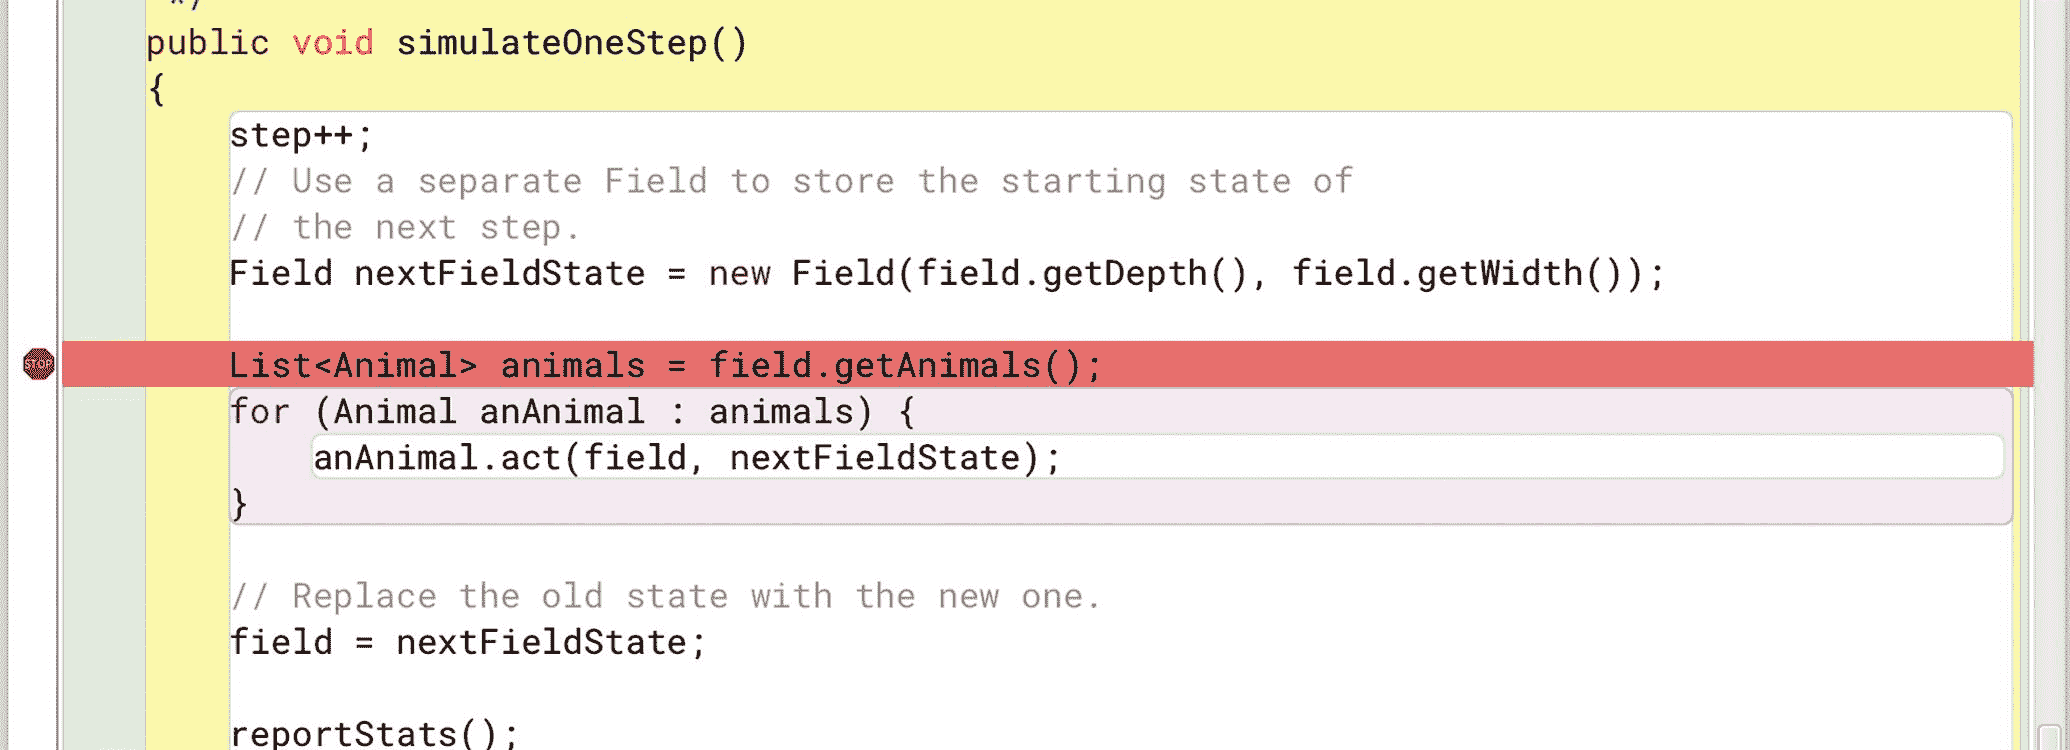 */
public void simulateOneStep()
{
step++;
// Use a separate Field to store the starting state of
// the next step.
Field nextFieldState = new Field(field.getDepth(), field.getWidth());
STOP
List<Animal> animals = field.getAnimals();
for (Animal anAnimal : animals) {
anAnimal.act(field, nextFieldState);
}
// Replace the old state with the new one.
field = nextFieldState;
reportStats();